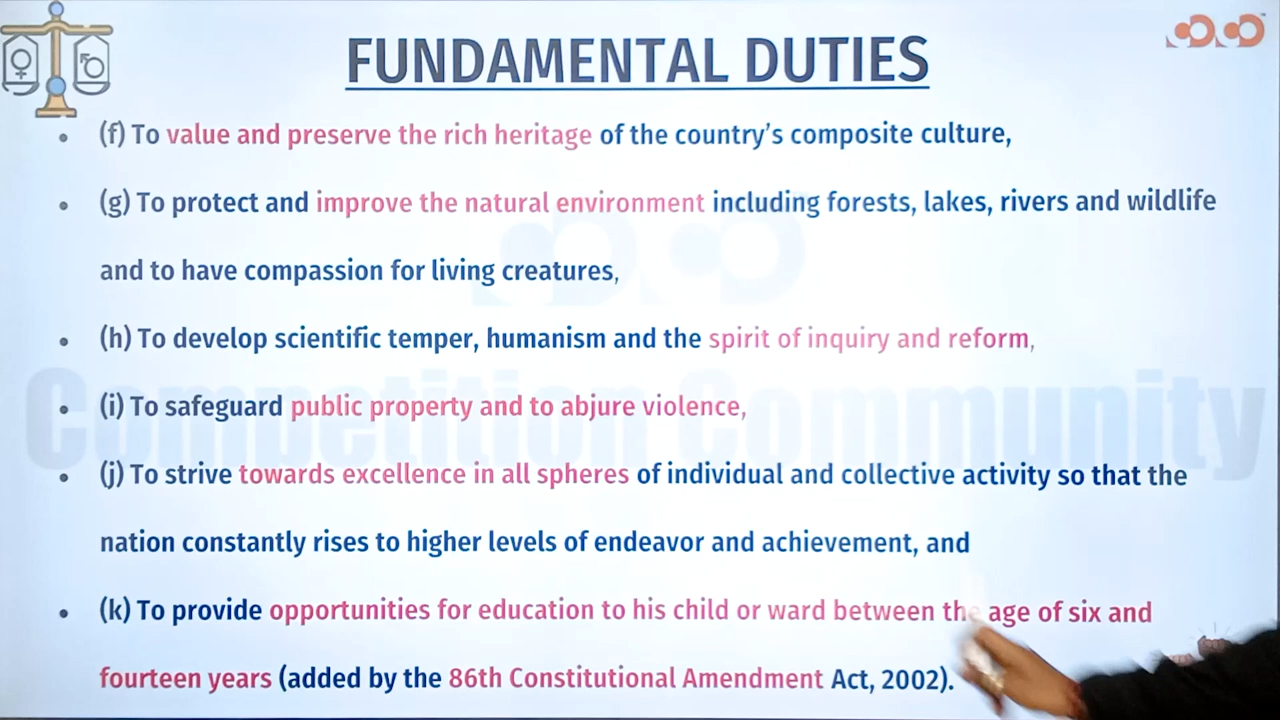 FUNDAMENTAL DUTIES
(f) To value and preserve the rich heritage of the country's composite culture,
(g) To protect and improve the natural environment including forests, lakes, rivers and wildlife
and to have compassion for living creatures,
(h) To develop scientific temper, humanism and the spirit of inquiry and reform,
(i) To safeguard public property and to abjure violence,
(j) To strive towards excellence in all spheres of individual and collective activity so that the
nation constantly rises to higher levels of endeavor and achievement, and
(k) To provide opportunities for education to his child or ward between the age of six and
fourteen years (added by the 86th Constitutional Amendment Act, 2002).
Competition Community